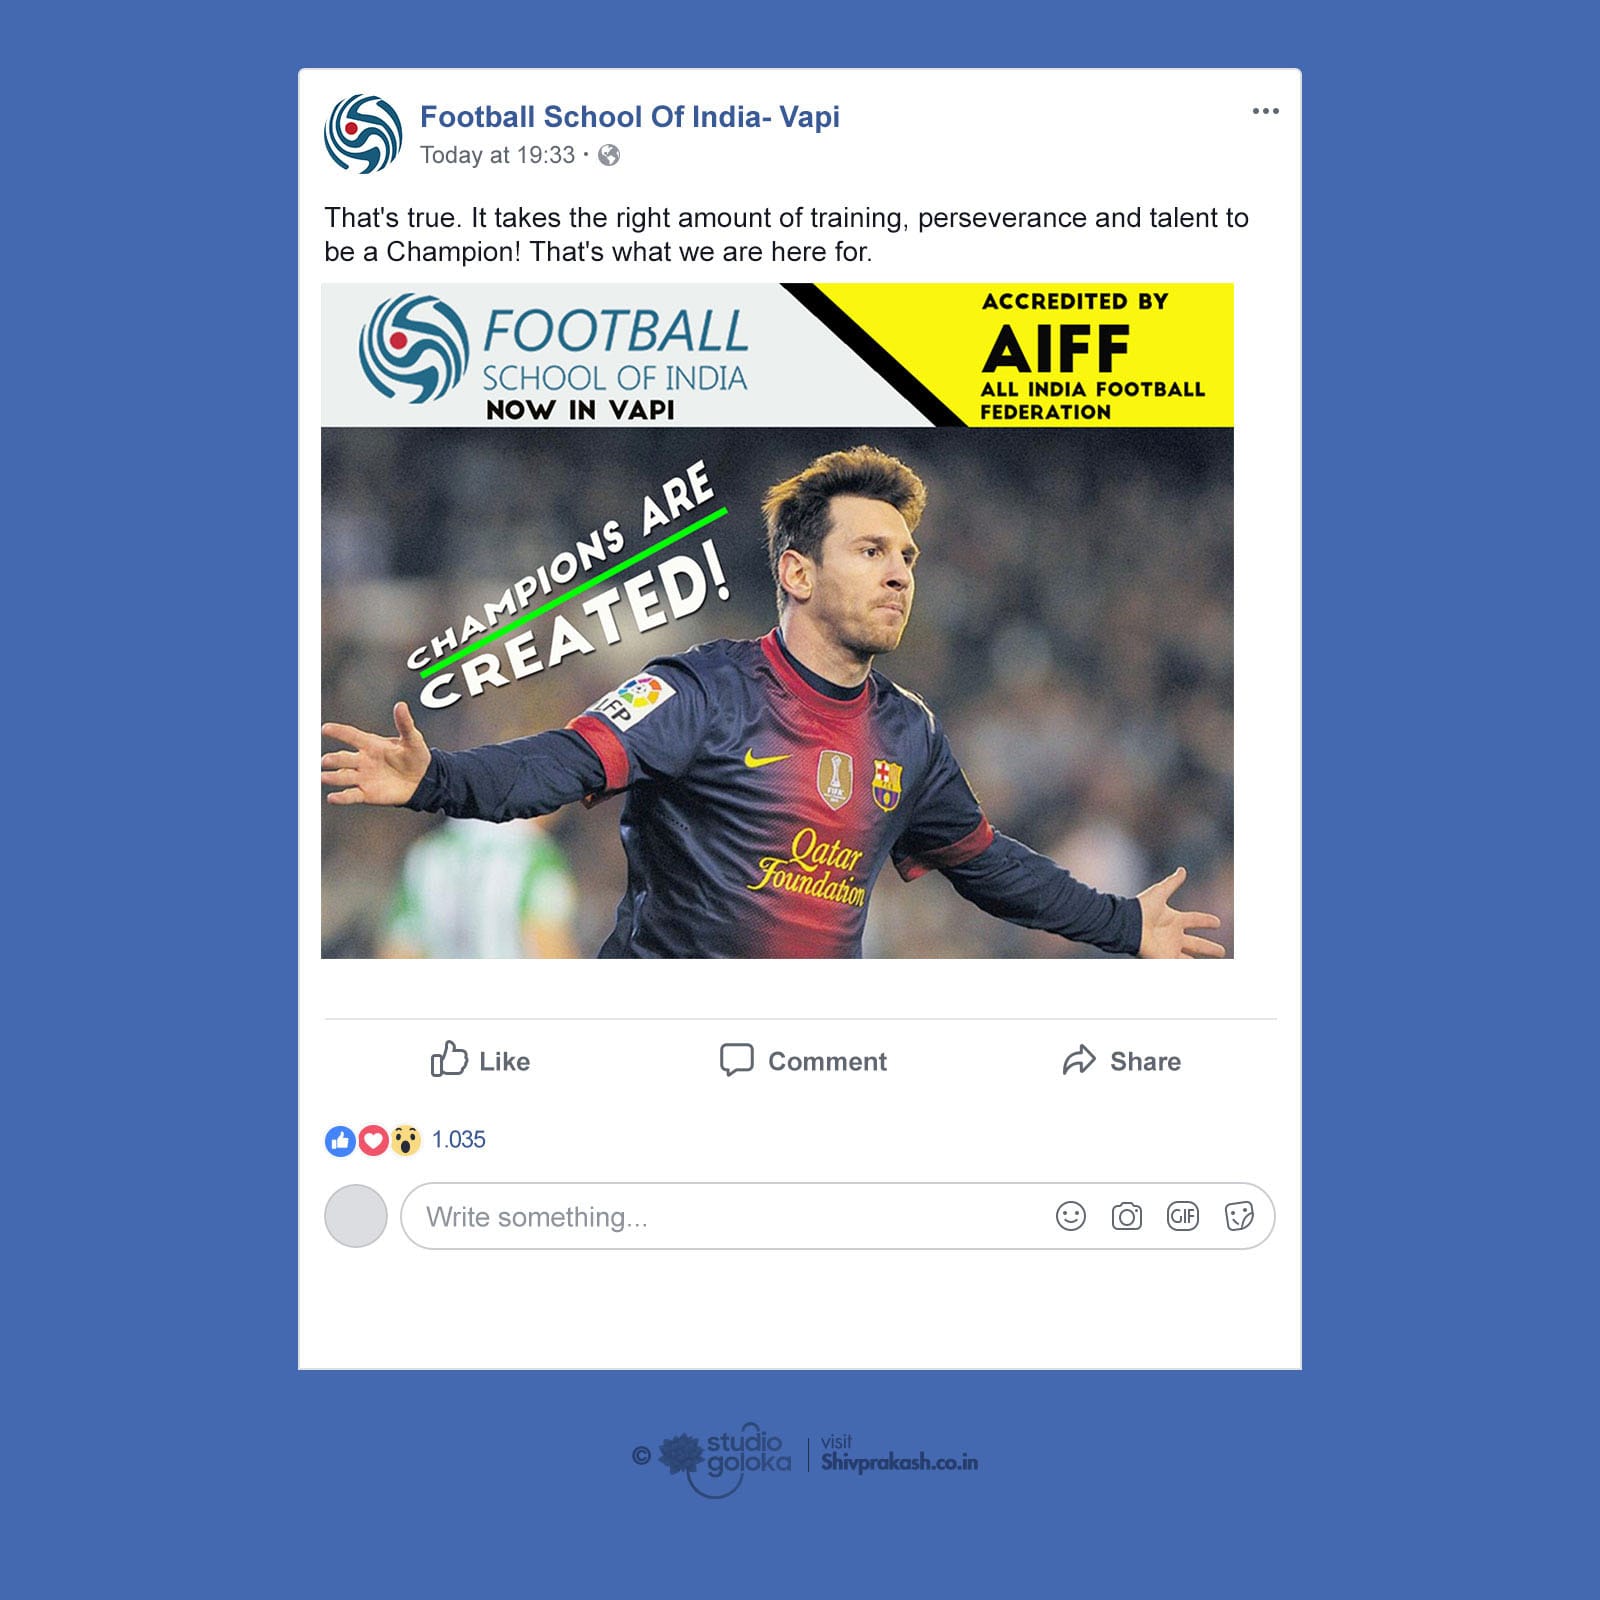 Football School Of India- Vapi
Today at 19:33 ·
That's true. It takes the right amount of training, perseverance and talent to
be a Champion! That's what we are here for.
FOOTBALL
SCHOOL OF INDIA
NOW IN VAPI
ACCREDITED BY
AIFF
ALL INDIA FOOTBALL
FEDERATION
CHAMPIONS ARE
CREATED!
LFP
FIFA
Qatar
Foundation
Like
Comment
Share
1.035
Write something...
GIF
© studio
goloka
visit
Shivprakash.co.in